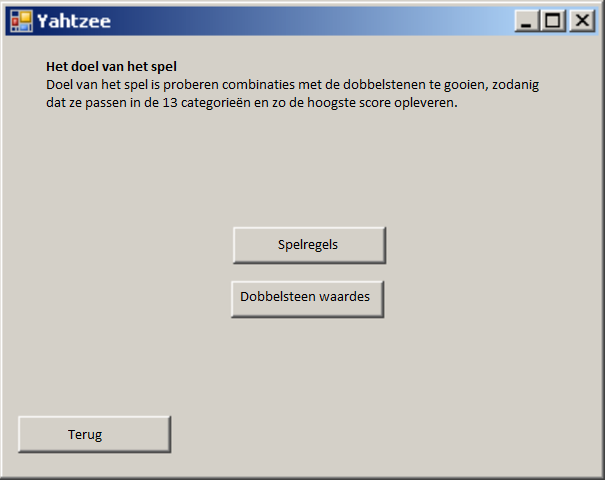 Yahtzee
Het doel van het spel
Doel van het spel is proberen combinaties met de dobbelstenen te gooien, zodanig
dat ze passen in de 13 categorieën en zo de hoogste score opleveren.
Spelregels
Dobbelsteen waardes
Terug